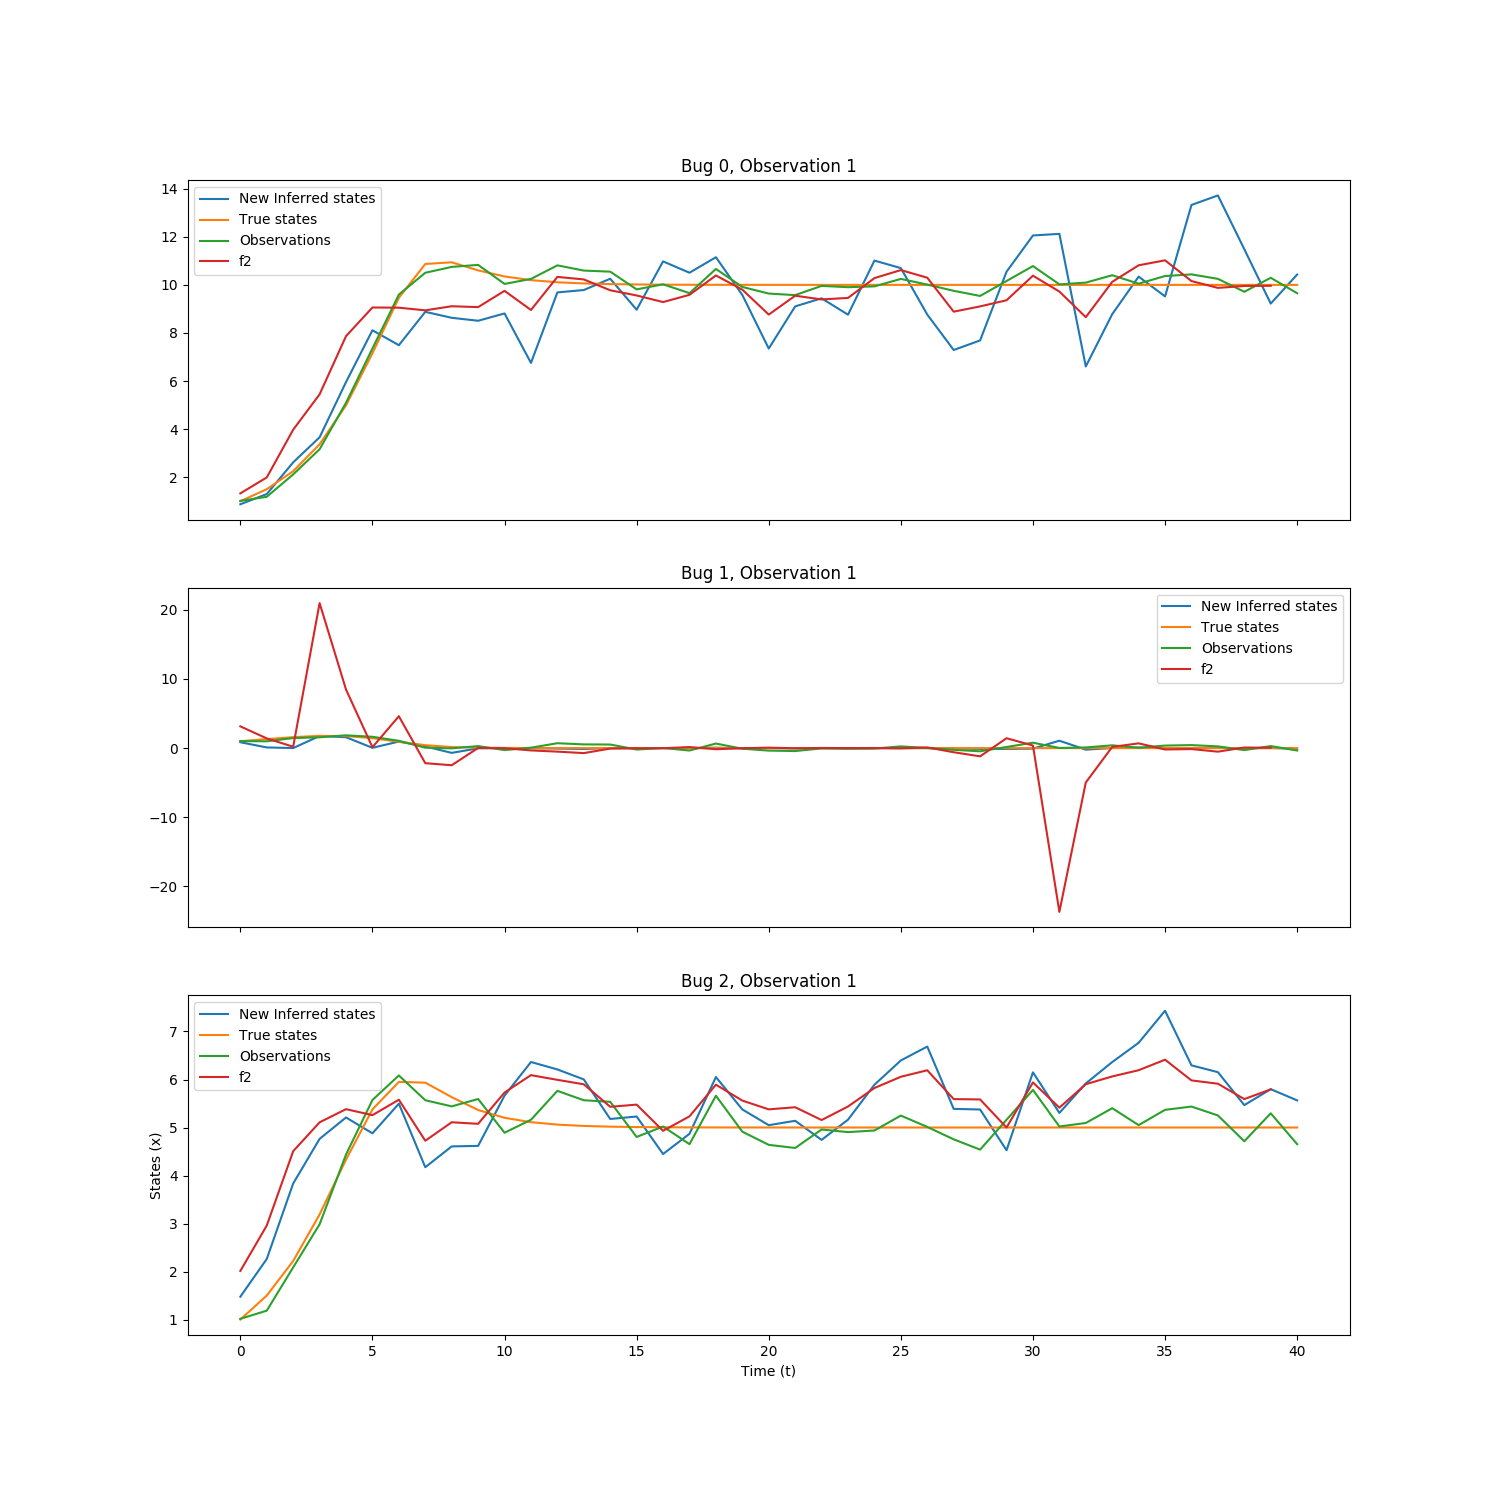 Bug 0, Observation 1
14
12
10
8
6
4
2
New Inferred states
True states
Observations
f2
Bug 1, Observation 1
20
10
0
−10
−20
New Inferred states
True states
Observations
f2
Bug 2, Observation 1
States (x)
7
6
5
4
3
2
1
New Inferred states
True states
Observations
f2
0 5 10 15 20 25 30 35 40
Time (t)